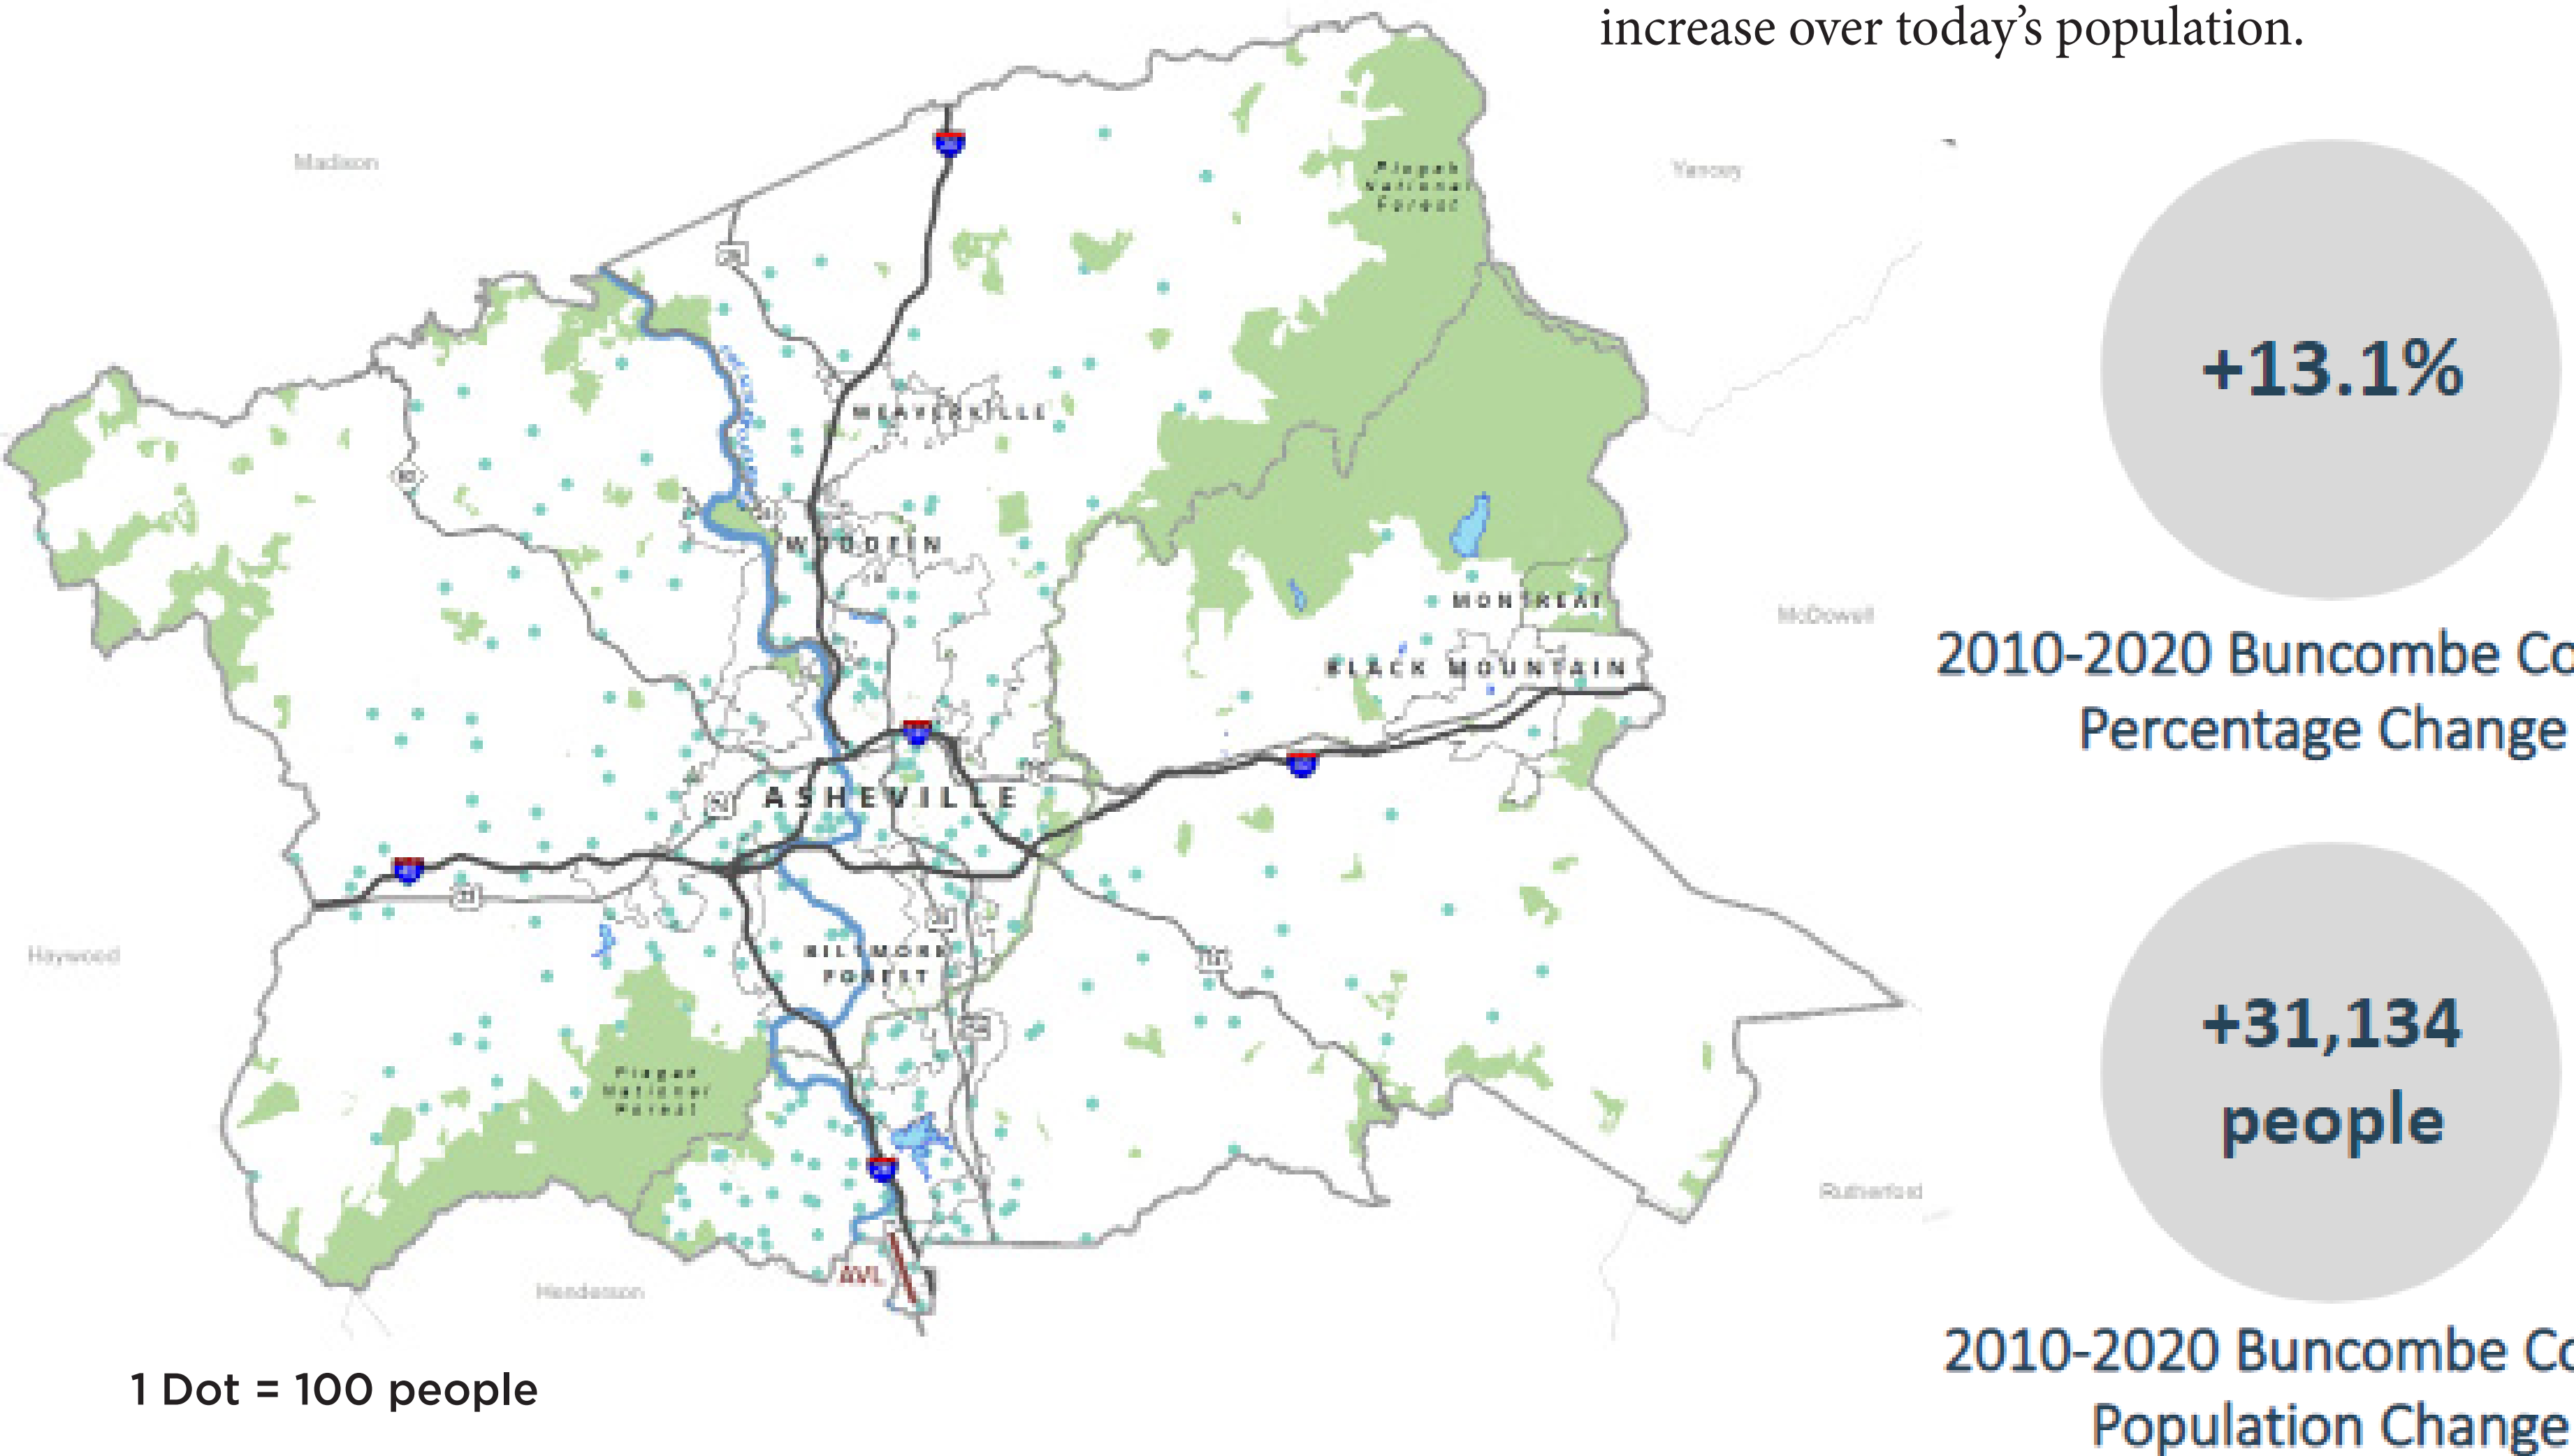 increase over today's population.
Madison
Yancey
Pisgah
National
Forest
+13.1%
WEAVERVILLE
WOODFIN
MONTREAT
McDowell
2010-2020 Buncombe Co
BLACK MOUNTAIN
Percentage Change
ASHEVILLE
Haywood
BILTMORE
FOREST
+31,134
people
Pisgah
National
Forest
Rutherford
AVL
Henderson
2010-2020 Buncombe Co
1 Dot = 100 people
Population Change